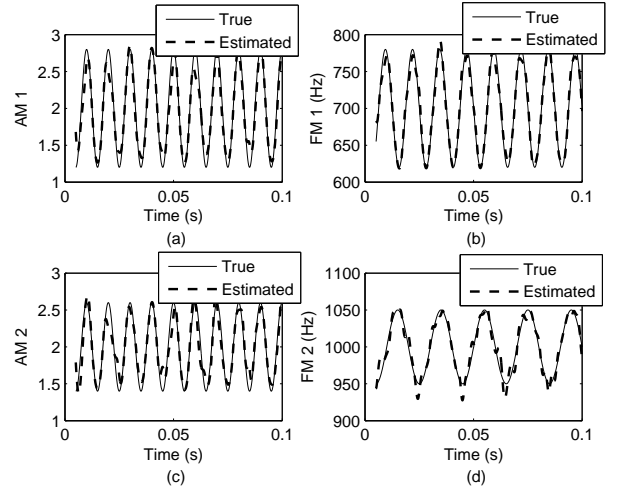 True
Estimated
3
2.5
2
1.5
1
AM 1
0
0.05
0.1
Time (s)
(a)
True
Estimated
800
750
700
650
600
FM 1 (Hz)
0
0.05
0.1
Time (s)
(b)
True
Estimated
3
2.5
2
1.5
1
AM 2
0
0.05
0.1
Time (s)
(c)
True
Estimated
1100
1050
1000
950
900
FM 2 (Hz)
0
0.05
0.1
Time (s)
(d)